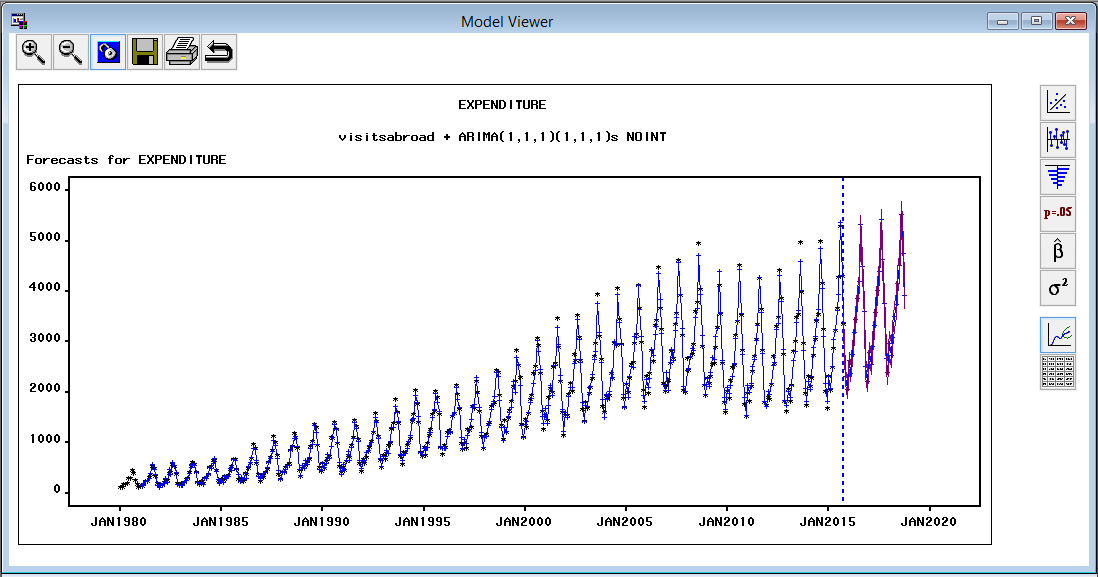 Model Viewer
EXPENDITURE
visitsabroad + ARIMA(1,1,1)(1,1,1)s NOINT
Forecasts for EXPENDITURE
6000
5000
4000
3000
2000
1000
0
JAN1980 JAN1985 JAN1990 JAN1995 JAN2000 JAN2005 JAN2010 JAN2015 JAN2020
p=.05
β̂
σ²